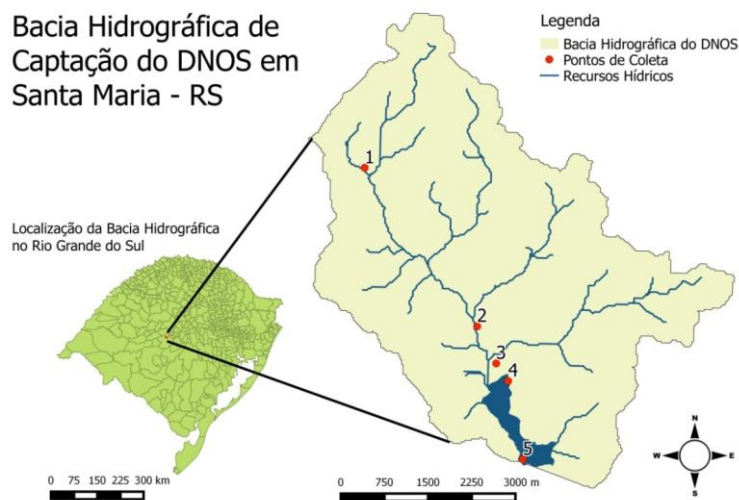 Bacia Hidrográfica de
Captação do DNOS em
Santa Maria - RS
Legenda
Bacia Hidrográfica do DNOS
Pontos de Coleta
Recursos Hídricos
1
2
3
4
5
Localização da Bacia Hidrográfica
no Rio Grande do Sul
0 75 150 225 300 km
0 750 1500 2250 3000 m
N
W E
S